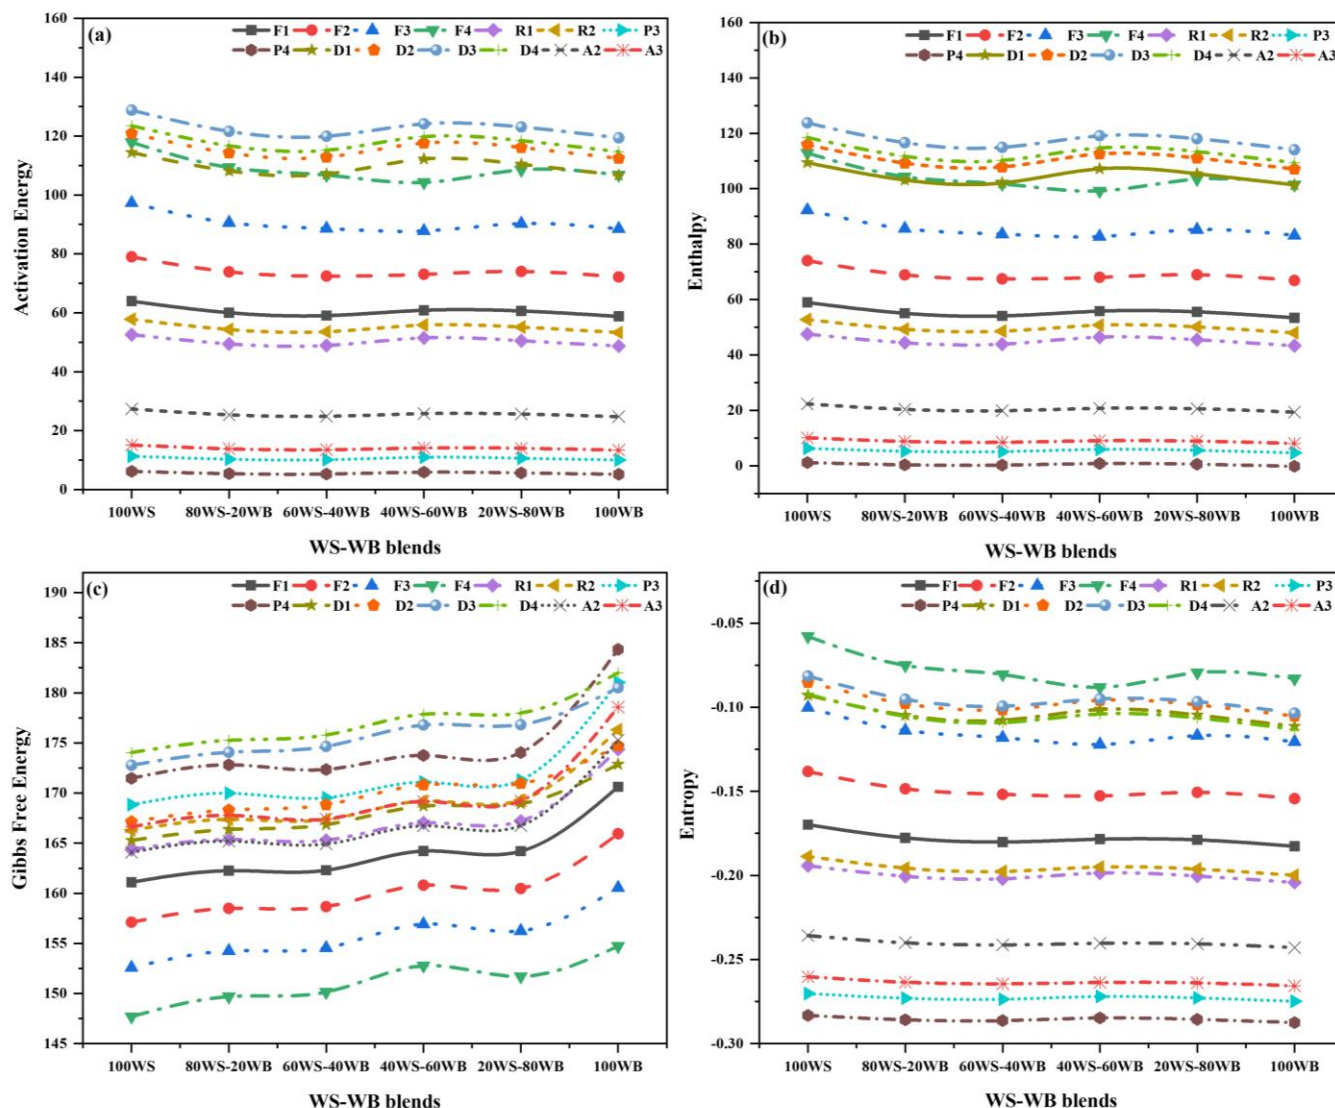 (a)
F1 F2 F3 F4 R1 R2 P3
P4 D1 D2 D3 D4 A2 A3
Activation Energy
160
140
120
100
80
60
40
20
0
100WS 80WS-20WB 60WS-40WB 40WS-60WB 20WS-80WB 100WB
WS-WB blends
(b)
F1 F2 F3 F4 R1 R2 P3
P4 D1 D2 D3 D4 A2 A3
Enthalpy
160
140
120
100
80
60
40
20
0
100WS 80WS-20WB 60WS-40WB 40WS-60WB 20WS-80WB 100WB
WS-WB blends
(c)
F1 F2 F3 F4 R1 R2 P3
P4 D1 D2 D3 D4 A2 A3
Gibbs Free Energy
190
185
180
175
170
165
160
155
150
145
100WS 80WS-20WB 60WS-40WB 40WS-60WB 20WS-80WB 100WB
WS-WB blends
(d)
F1 F2 F3 F4 R1 R2 P3
P4 D1 D2 D3 D4 A2 A3
Entropy
-0.05
-0.10
-0.15
-0.20
-0.25
-0.30
100WS 80WS-20WB 60WS-40WB 40WS-60WB 20WS-80WB 100WB
WS-WB blends